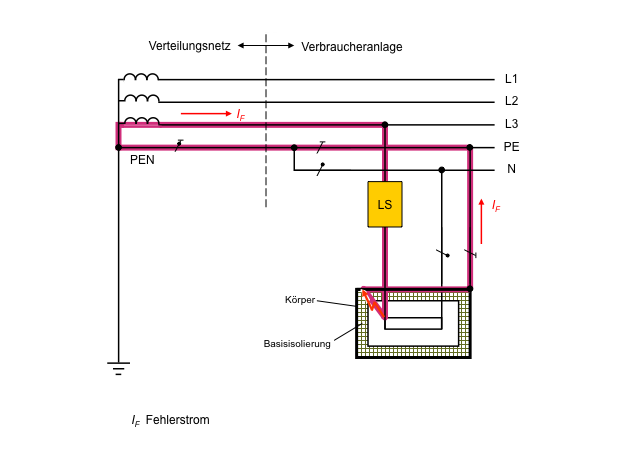 Verteilungsnetz Verbraucheranlage
L1
L2
I_F L3
PE
PEN N
LS I_F
Körper
Basisisolierung
I_F Fehlerstrom